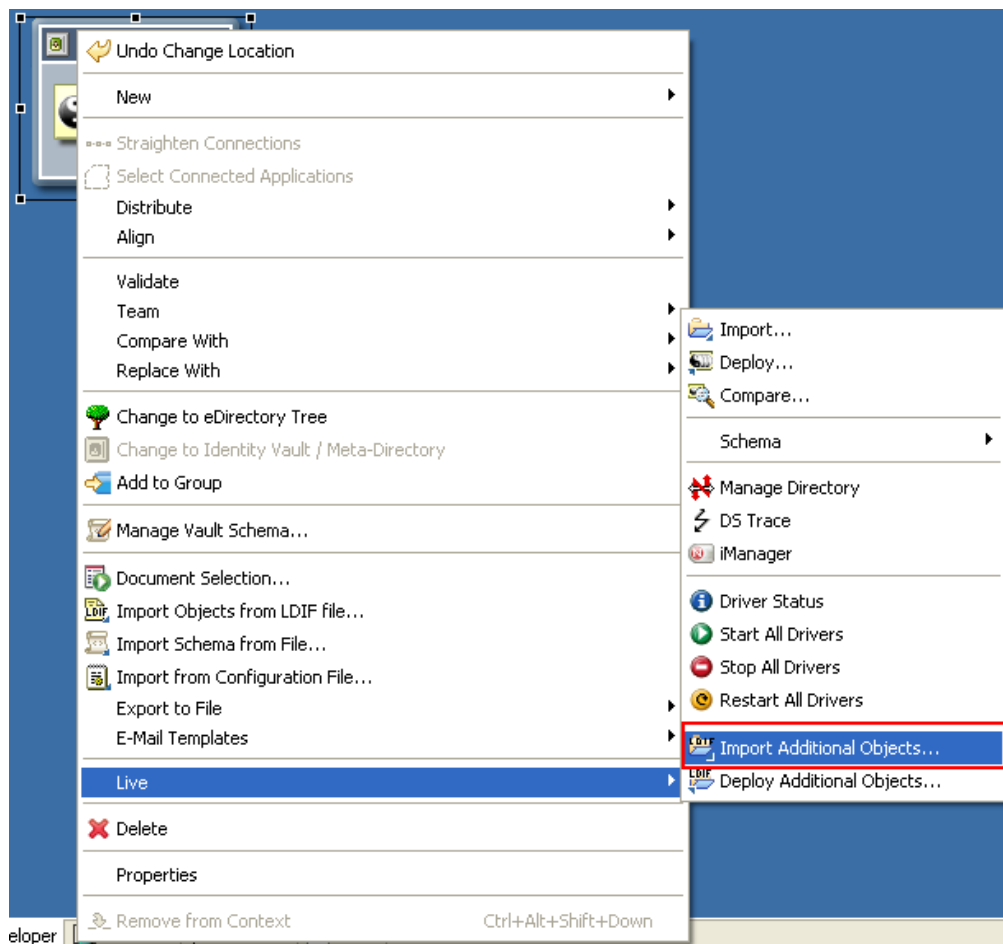 Undo Change Location
New
Straighten Connections
Select Connected Applications
Distribute
Align
Validate
Team
Compare With
Replace With
Change to eDirectory Tree
Change to Identity Vault / Meta-Directory
Add to Group
Manage Vault Schema...
Document Selection...
Import Objects from LDIF file...
Import Schema from File...
Import from Configuration File...
Export to File
E-Mail Templates
Live
Delete
Properties
Remove from Context Ctrl+Alt+Shift+Down
Import...
Deploy...
Compare...
Schema
Manage Directory
DS Trace
iManager
Driver Status
Start All Drivers
Stop All Drivers
Restart All Drivers
Import Additional Objects...
Deploy Additional Objects...
eloper